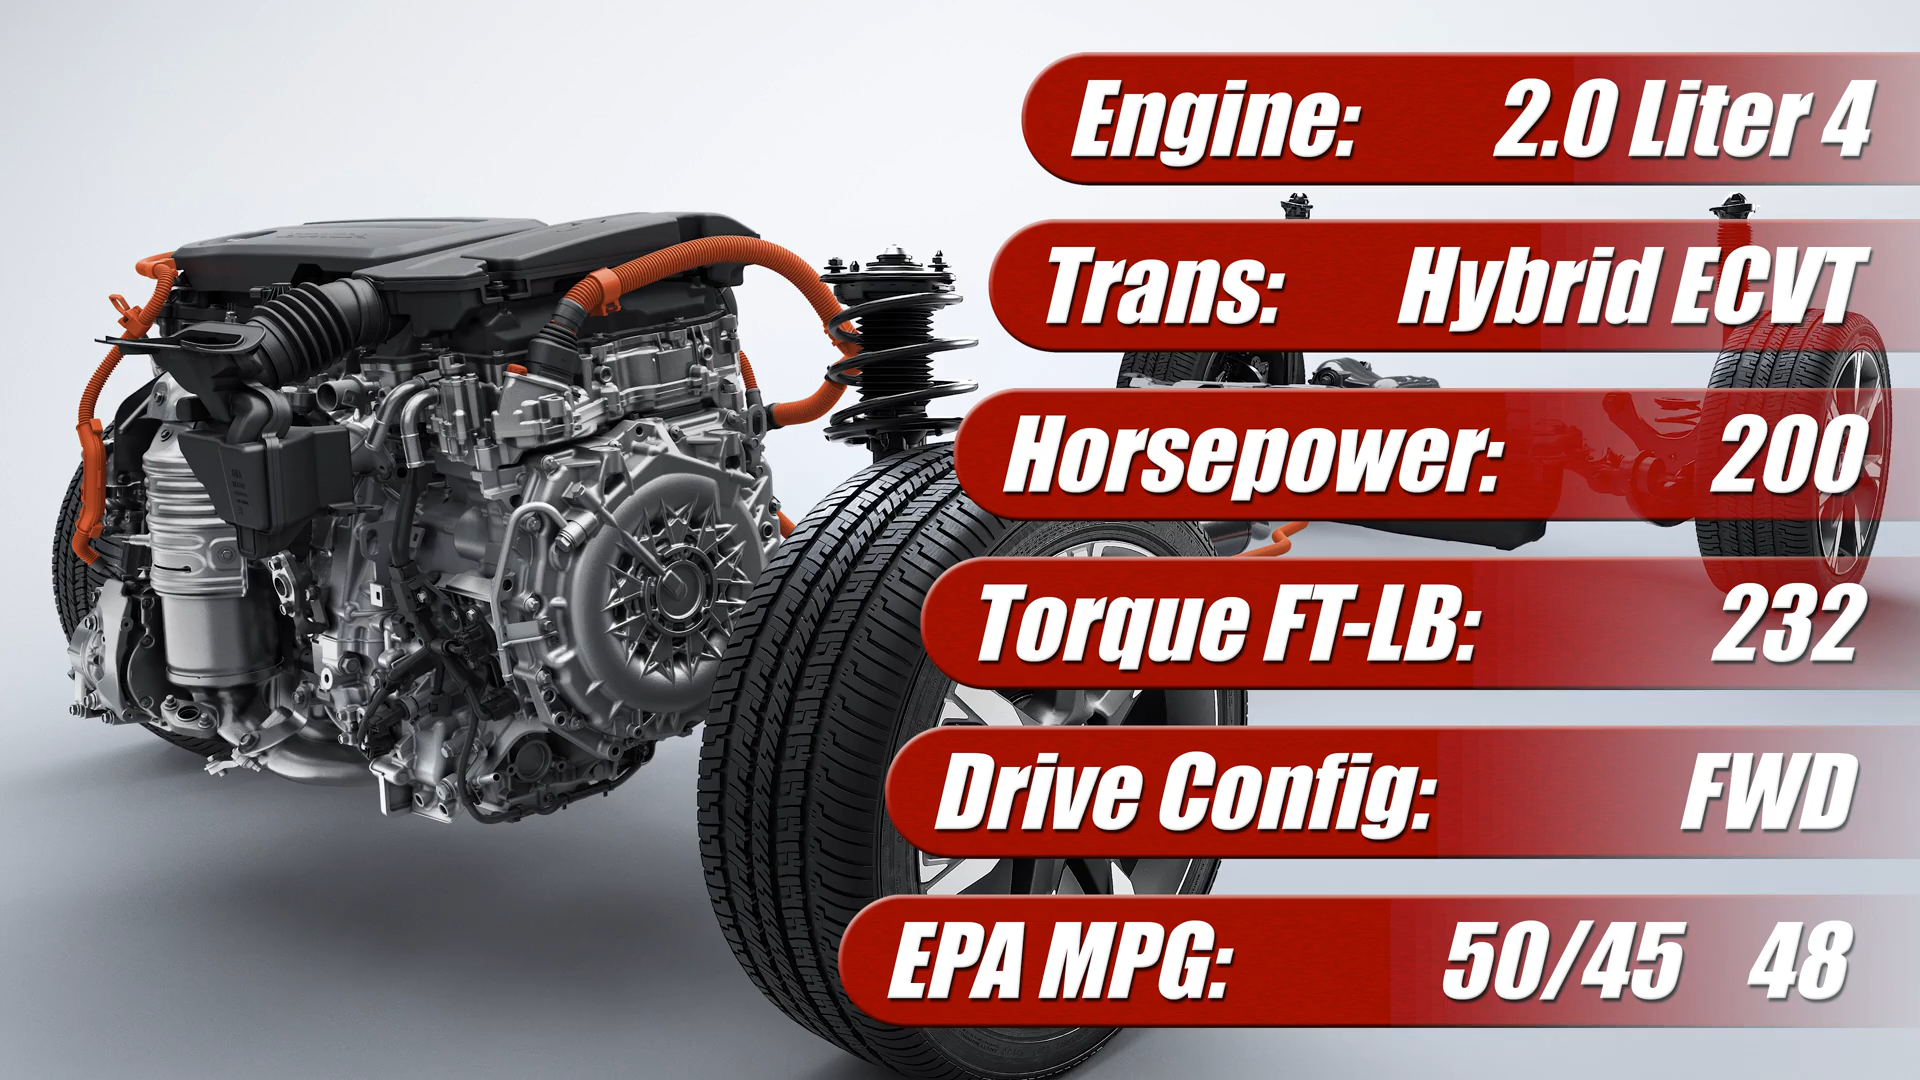 Engine: 2.0 Liter 4
Trans: Hybrid ECVT
Horsepower: 200
Torque FT-LB: 232
Drive Config: FWD
EPA MPG: 50/45 48